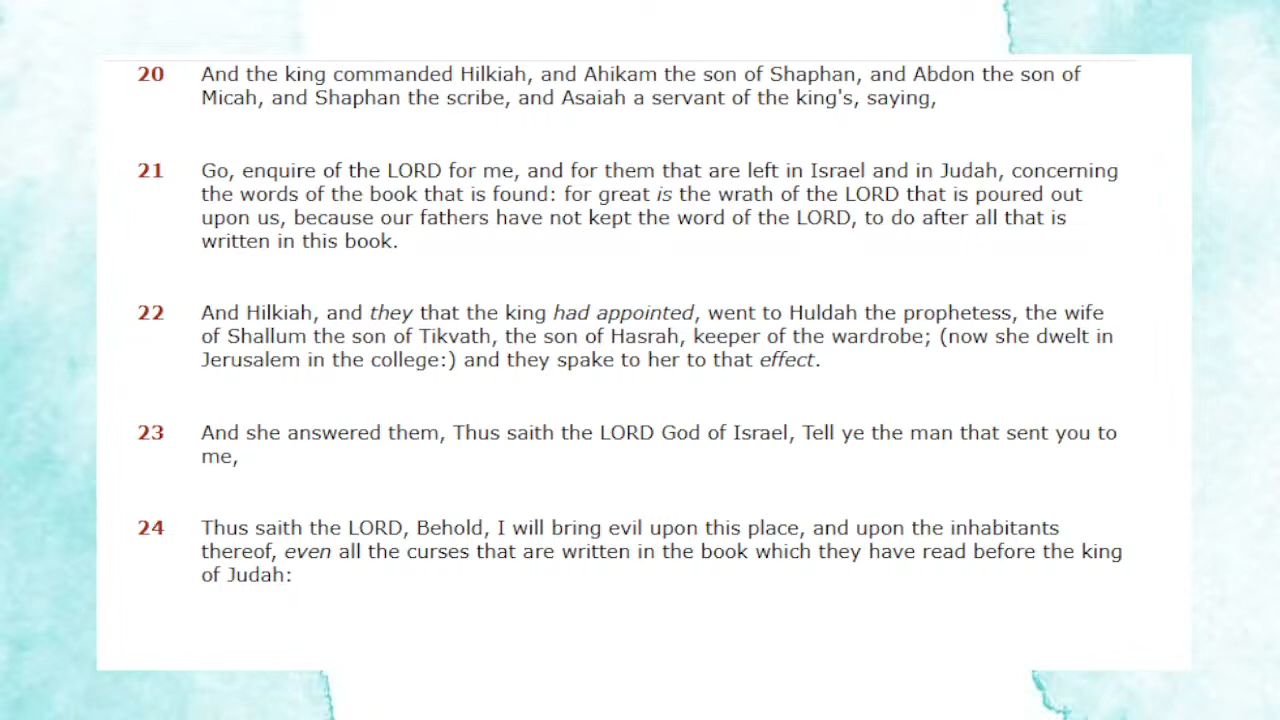 20 And the king commanded Hilkiah, and Ahikam the son of Shaphan, and Abdon the son of
Micah, and Shaphan the scribe, and Asaiah a servant of the king's, saying,
21 Go, enquire of the LORD for me, and for them that are left in Israel and in Judah, concerning
the words of the book that is found: for great is the wrath of the LORD that is poured out
upon us, because our fathers have not kept the word of the LORD, to do after all that is
written in this book.
22 And Hilkiah, and they that the king had appointed, went to Huldah the prophetess, the wife
of Shallum the son of Tikvath, the son of Hasrah, keeper of the wardrobe; (now she dwelt in
Jerusalem in the college:) and they spake to her to that effect.
23 And she answered them, Thus saith the LORD God of Israel, Tell ye the man that sent you to
me,
24 Thus saith the LORD, Behold, I will bring evil upon this place, and upon the inhabitants
thereof, even all the curses that are written in the book which they have read before the king
of Judah: